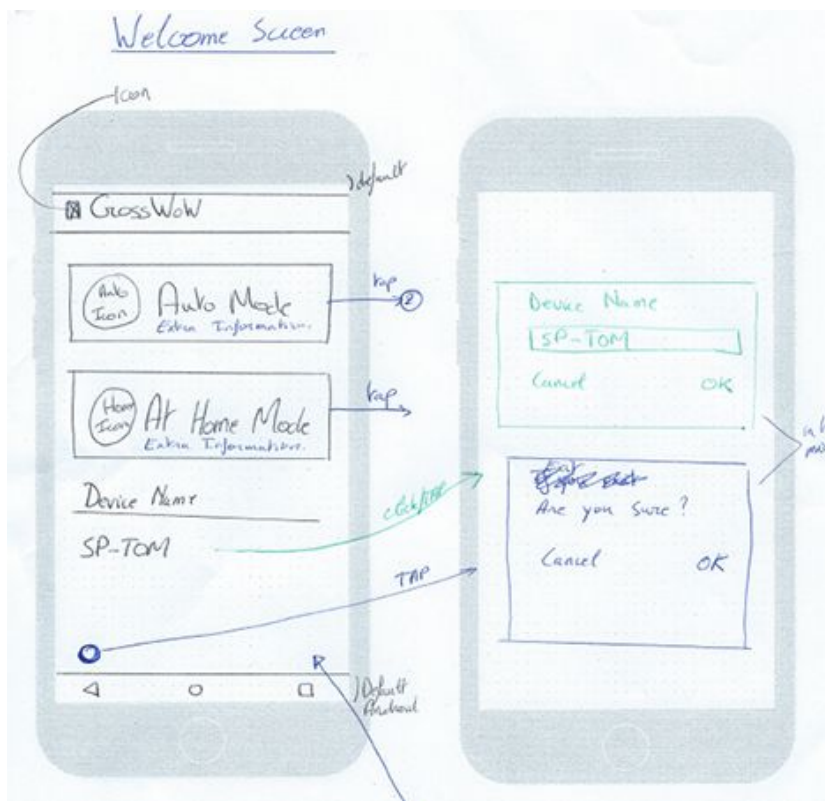 Welcome Sceen
Icon
)default
CrossWoW
Auto
Icon
Auto Mode
Extra Information.
tap
2
Home
Icon
At Home Mode
Extra Information.
tap
Device Name
SP-TOM
TAP
)Default
Android
Device Name
SP-TOM
Cancel
OK
Are you Sure?
Cancel
OK